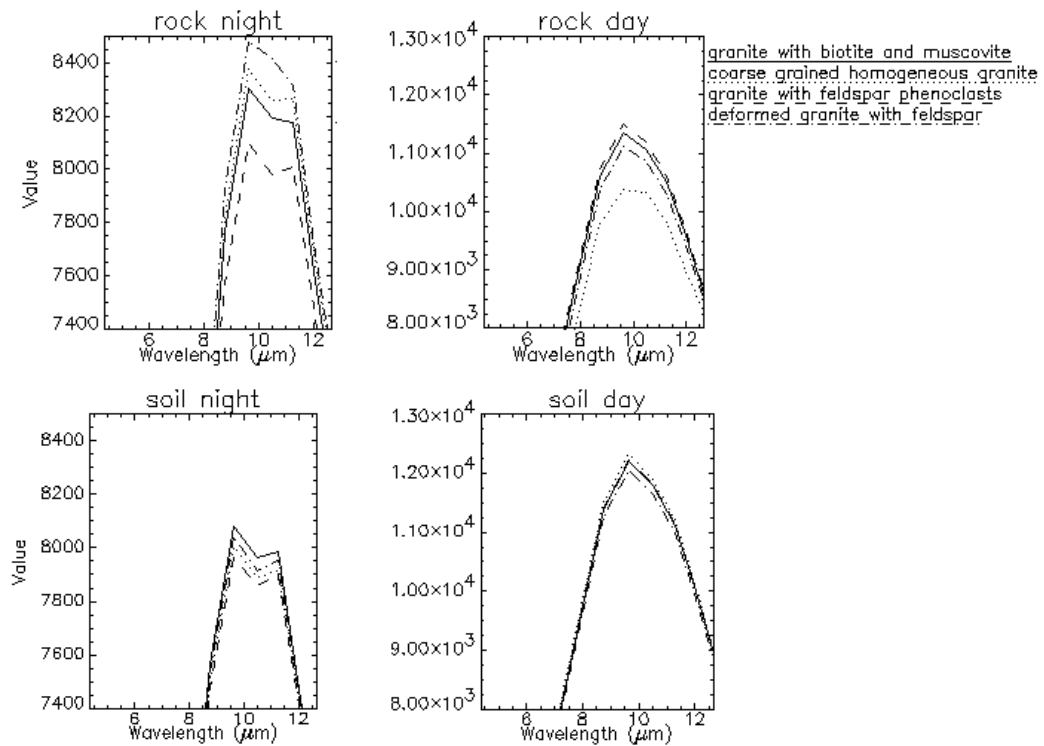 rock night
8400
8200
8000
7800
7600
7400
Value
6 8 10 12
Wavelength (μm)
rock day
1.30×10⁴
1.20×10⁴
1.10×10⁴
1.00×10⁴
9.00×10³
8.00×10³
6 8 10 12
Wavelength (μm)
granite with biotite and muscovite
coarse grained homogeneous granite
granite with feldspar phenoclasts
deformed granite with feldspar
soil night
8400
8200
8000
7800
7600
7400
Value
6 8 10 12
Wavelength (μm)
soil day
1.30×10⁴
1.20×10⁴
1.10×10⁴
1.00×10⁴
9.00×10³
8.00×10³
6 8 10 12
Wavelength (μm)